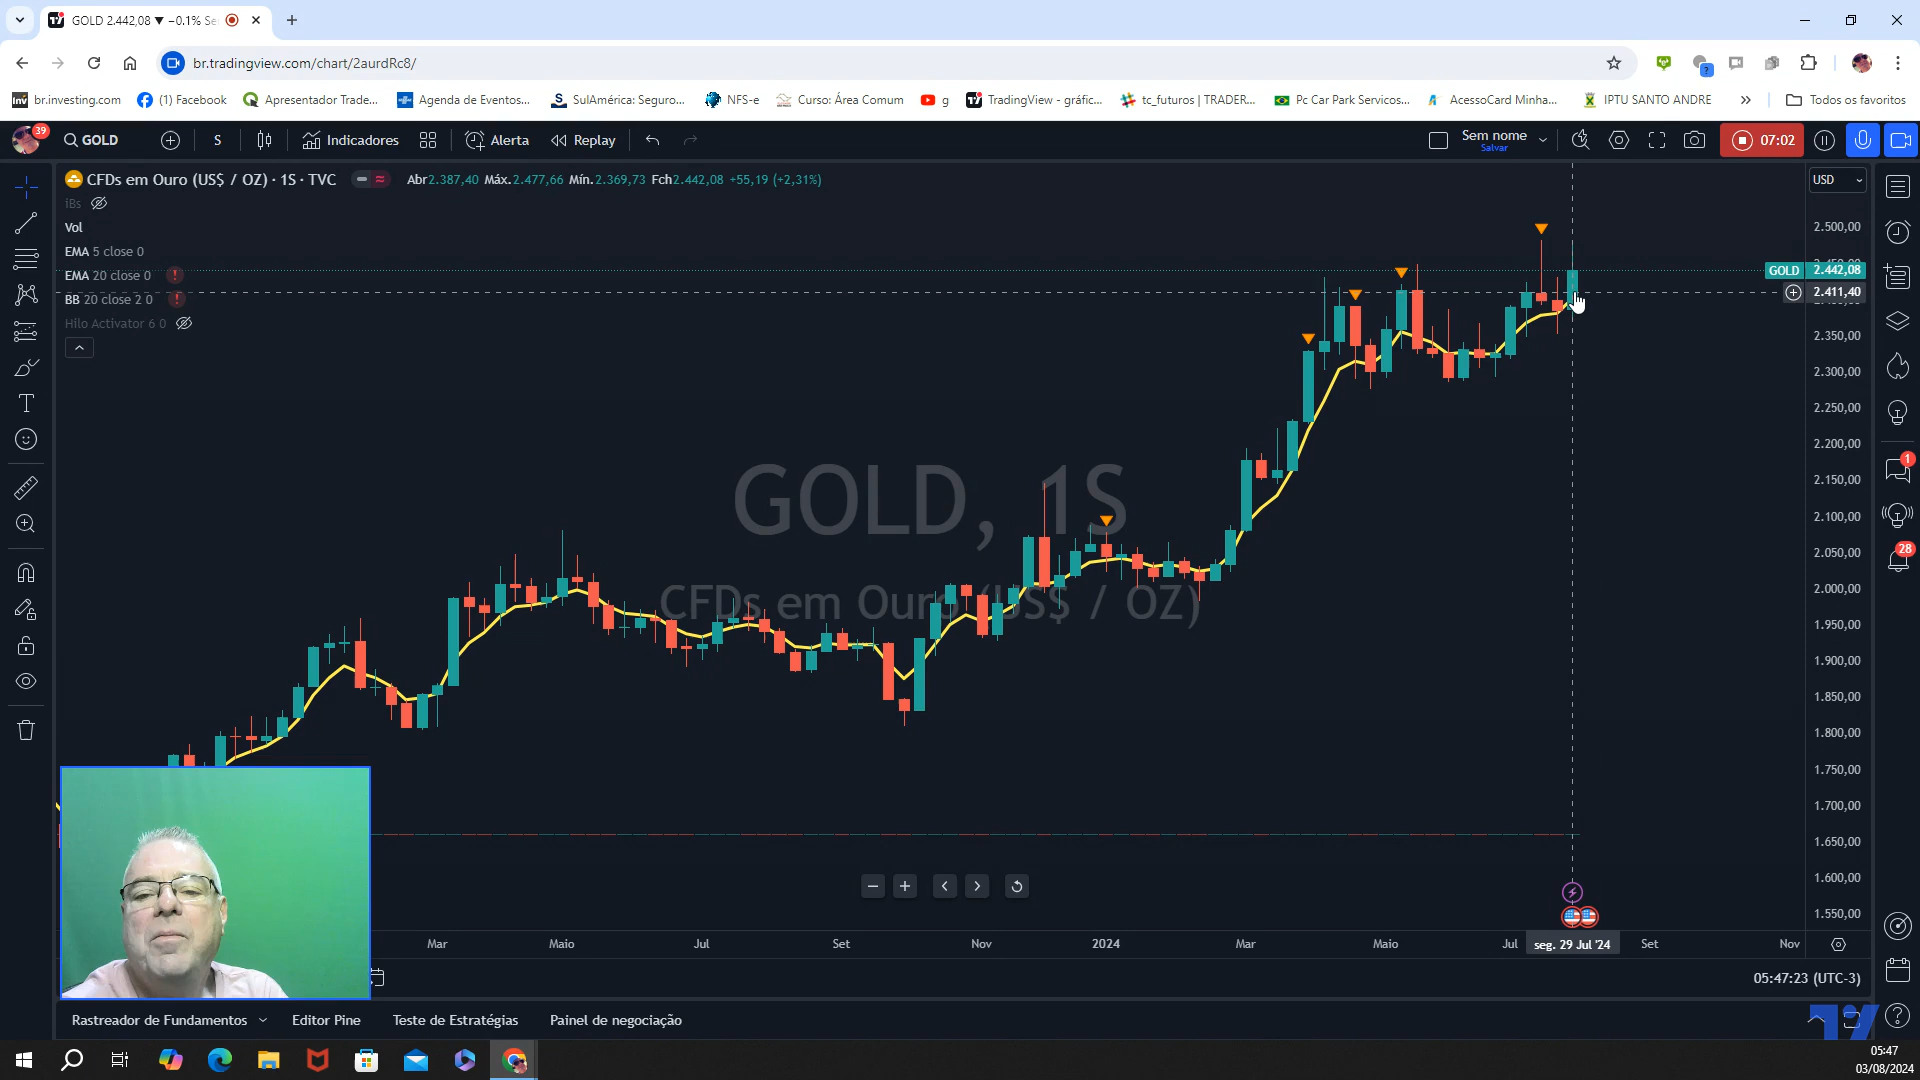 GOLD 2.442,08 ▼ −0.1% Se
br.tradingview.com/chart/2aurdRc8/
br.investing.com
(1) Facebook
Apresentador Trade...
Agenda de Eventos...
SulAmérica: Seguro...
NFS-e
Curso: Área Comum
g
TradingView - gráfic...
tc_futuros | TRADER...
Pc Car Park Servicos...
AcessoCard Minha...
IPTU SANTO ANDRE
Todos os favoritos
39
GOLD
S
Indicadores
Alerta
Replay
Sem nome
Salvar
07:02
CFDs em Ouro (US$ / OZ) · 1S · TVC
Abr2.387,40 Máx.2.477,66 Mín.2.369,73 Fch2.442,08 +55,19 (+2,31%)
USD
iBs
Vol
EMA 5 close 0
EMA 20 close 0
BB 20 close 2 0
Hilo Activator 6 0
2.500,00
GOLD 2.442,08
2.411,40
2.350,00
2.300,00
2.250,00
2.200,00
2.150,00
2.100,00
2.050,00
2.000,00
1.950,00
1.900,00
1.850,00
1.800,00
1.750,00
1.700,00
1.650,00
1.600,00
1.550,00
GOLD, 1S
CFDs em Ouro (US$ / OZ)
1
28
Mar
Maio
Jul
Set
Nov
2024
Mar
Maio
Jul
seg. 29 Jul '24
Set
Nov
05:47:23 (UTC-3)
Rastreador de Fundamentos
Editor Pine
Teste de Estratégias
Painel de negociação
05:47
03/08/2024